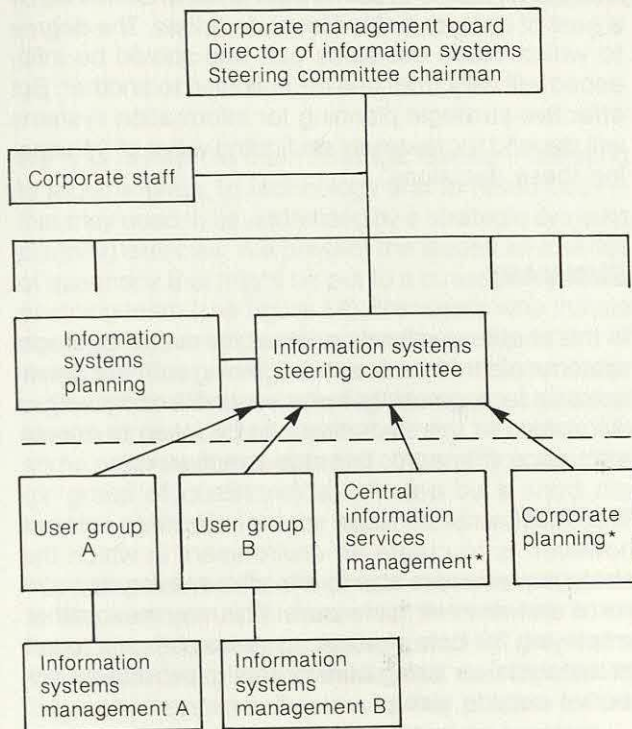 Corporate management board
Director of information systems
Steering committee chairman
Corporate staff
Information
systems
planning
Information systems
steering committee
User group
A
User group
B
Central
information
services
management*
Corporate
planning*
Information
systems
management A
Information
systems
management B